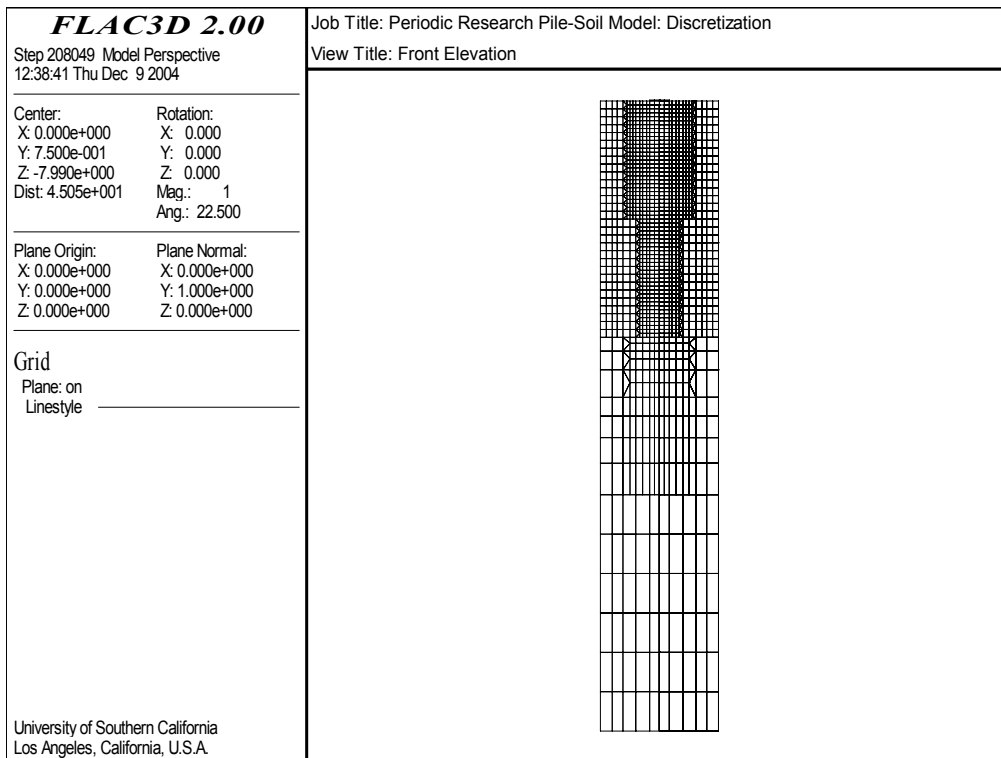 FLAC3D 2.00
Step 208049  Model Perspective
12:38:41 Thu Dec  9 2004
Center:
X: 0.000e+000
Y: 7.500e-001
Z: -7.990e+000
Dist: 4.505e+001
Rotation:
X:  0.000
Y:  0.000
Z:  0.000
Mag.:      1
Ang.:  22.500
Plane Origin:
X: 0.000e+000
Y: 0.000e+000
Z: 0.000e+000
Plane Normal:
X: 0.000e+000
Y: 1.000e+000
Z: 0.000e+000
Grid
Plane: on
Linestyle
University of Southern California
Los Angeles, California, U.S.A.
Job Title: Periodic Research Pile-Soil Model: Discretization
View Title: Front Elevation